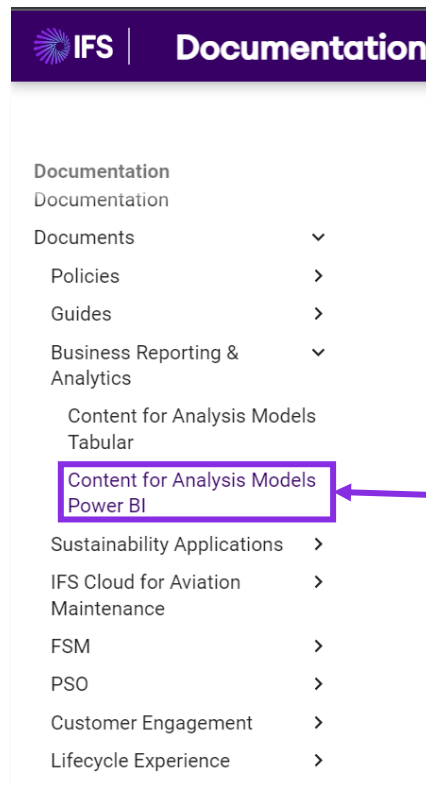 IFS
Documentation
Documentation
Documentation
Documents
Policies
Guides
Business Reporting &
Analytics
Content for Analysis Models
Tabular
Content for Analysis Models
Power BI
Sustainability Applications
IFS Cloud for Aviation
Maintenance
FSM
PSO
Customer Engagement
Lifecycle Experience